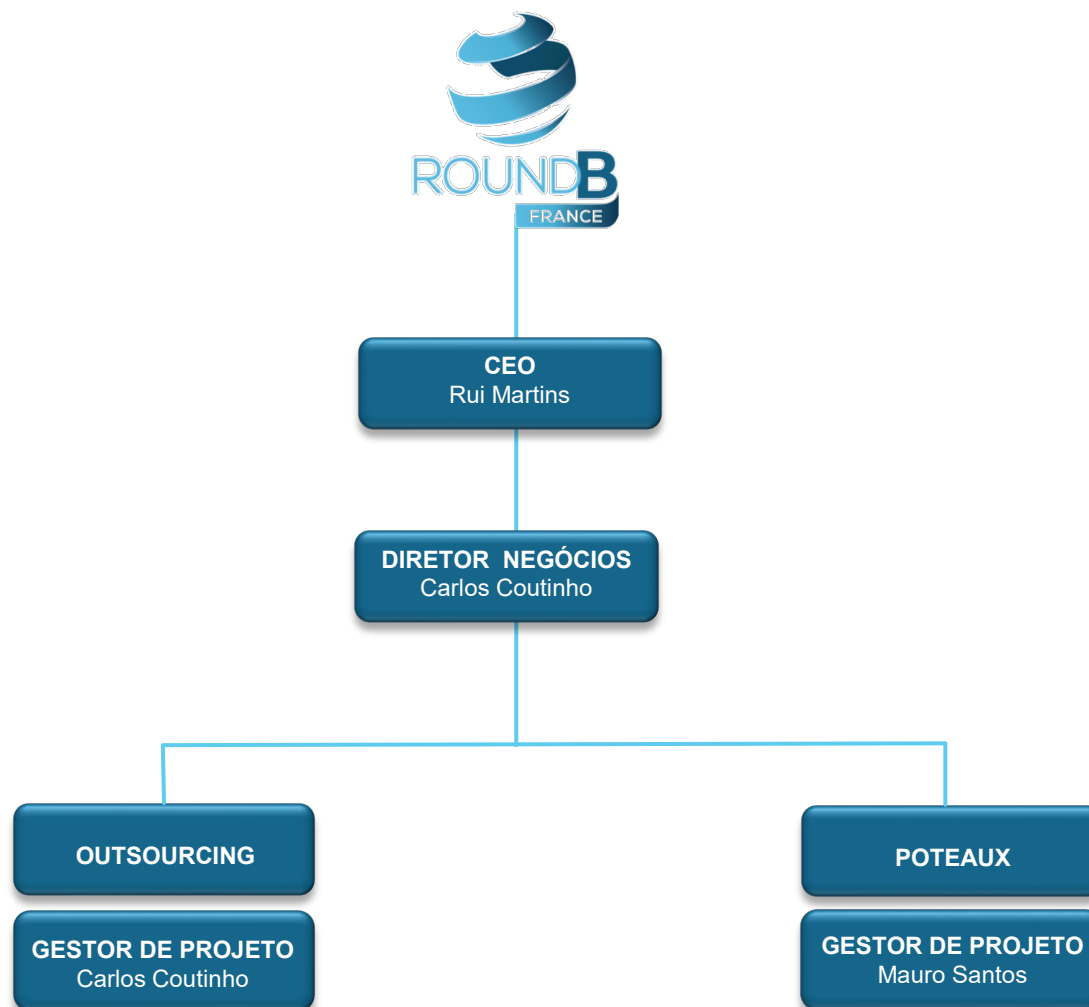 ROUNDB
FRANCE
CEO
Rui Martins
DIRETOR NEGÓCIOS
Carlos Coutinho
OUTSOURCING
POTEAUX
GESTOR DE PROJETO
Carlos Coutinho
GESTOR DE PROJETO
Mauro Santos